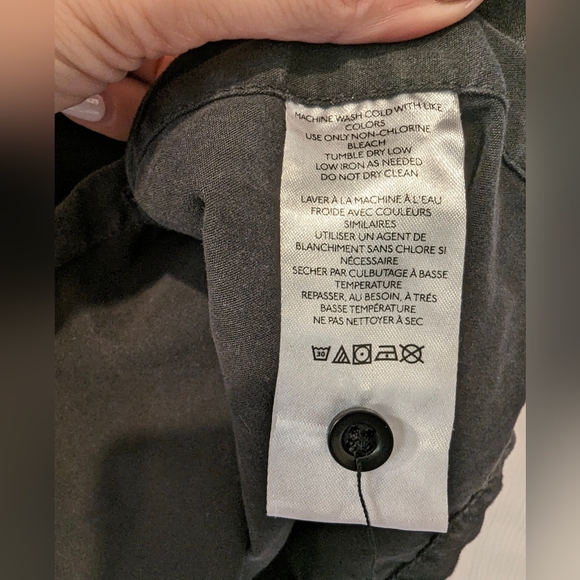 MACHINE WASH COLD WITH LIKE
COLORS
USE ONLY NON-CHLORINE
BLEACH
TUMBLE DRY LOW
LOW IRON AS NEEDED
DO NOT DRY CLEAN
LAVER À LA MACHINE À L'EAU
FROIDE AVEC COULEURS
SIMILAIRES
UTILISER UN AGENT DE
BLANCHIMENT SANS CHLORE SI
NÉCESSAIRE
SECHER PAR CULBUTAGE À BASSE
TEMPERATURE
REPASSER, AU BESOIN, À TRÉS
BASSE TEMPÉRATURE
NE PAS NETTOYER À SEC
30